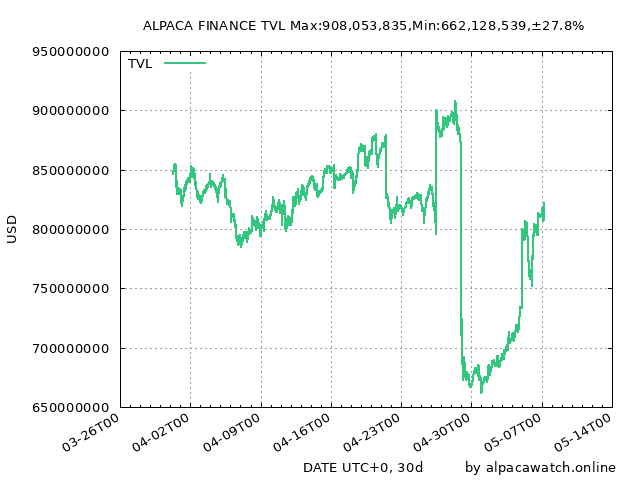 ALPACA FINANCE TVL Max:908,053,835,Min:662,128,539,±27.8%
TVL
USD
950000000
900000000
850000000
800000000
750000000
700000000
650000000
03-26T00
04-02T00
04-09T00
04-16T00
04-23T00
04-30T00
05-07T00
05-14T00
DATE UTC+0, 30d
by alpacawatch.online